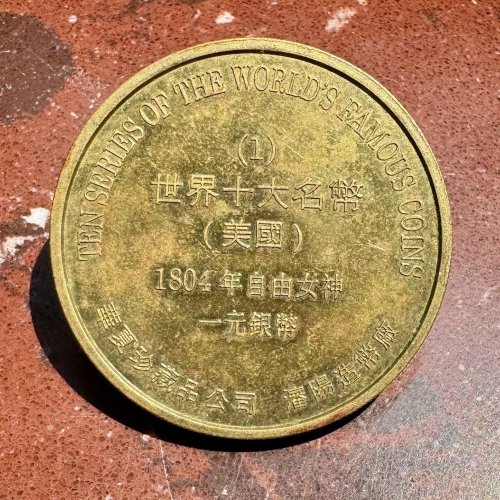 TEN SERIES OF THE WORLD'S FAMOUS COINS
(1)
世界十大名幣
(美國)
1804年自由女神
一元銀幣
華夏珍藏品公司 瀋陽造幣廠